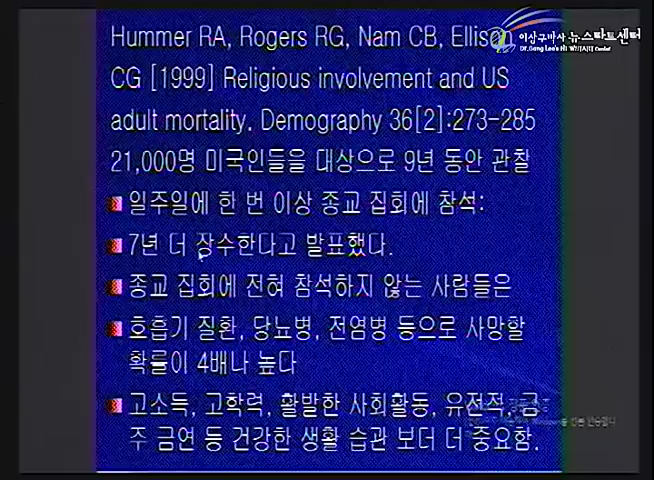 이상구박사 뉴스타트센터
Hummer RA, Rogers RG, Nam CB, Ellison
CG [1999] Religious involvement and US
adult mortality. Demography 36[2]:273-285
21,000명 미국인들을 대상으로 9년 동안 관찰
일주일에 한 번 이상 종교 집회에 참석:
7년 더 장수한다고 발표했다.
종교 집회에 전혀 참석하지 않는 사람들은
호흡기 질환, 당뇨병, 전염병 등으로 사망할
확률이 4배나 높다
고소득, 고학력, 활발한 사회활동, 유전적, 금
주 금연 등 건강한 생활 습관 보더 더 중요함.